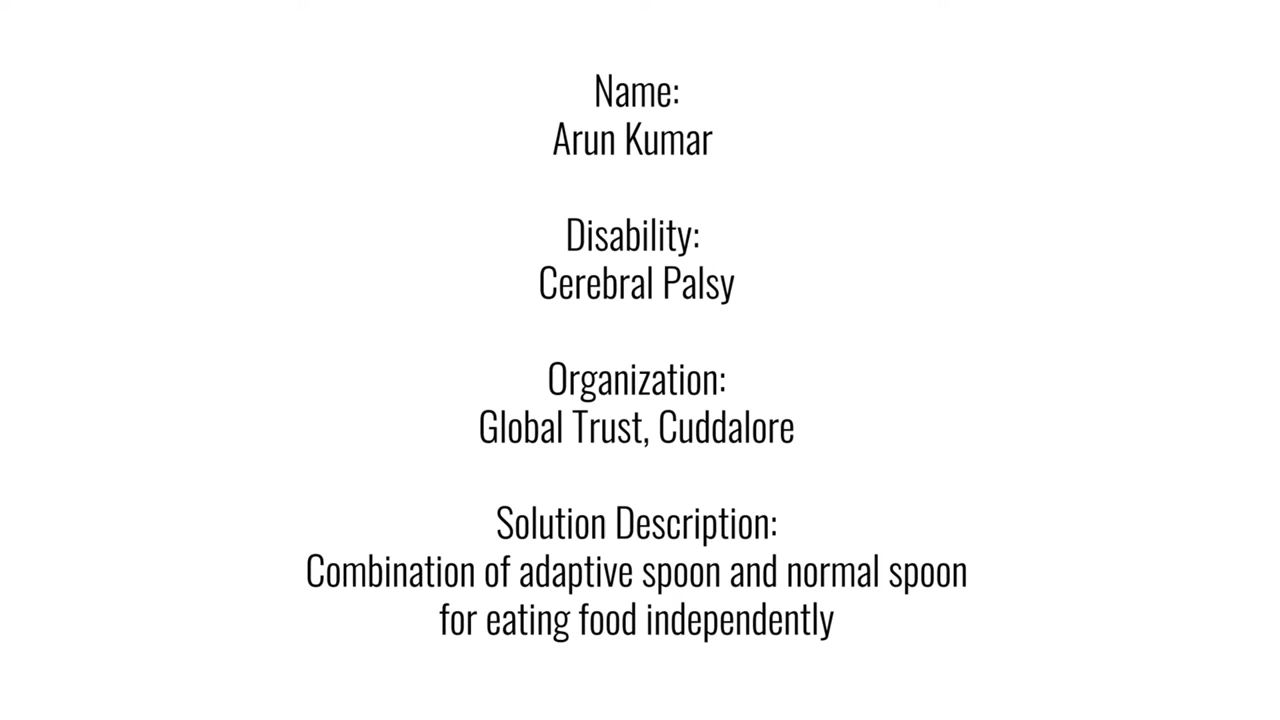 Name:
Arun Kumar
Disability:
Cerebral Palsy
Organization:
Global Trust, Cuddalore
Solution Description:
Combination of adaptive spoon and normal spoon
for eating food independently